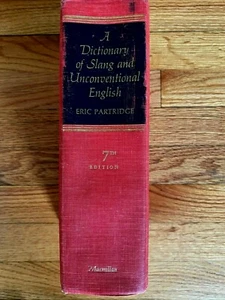 A
Dictionary
of Slang and
Unconventional
English
ERIC PARTRIDGE
7TH
EDITION
Macmillan